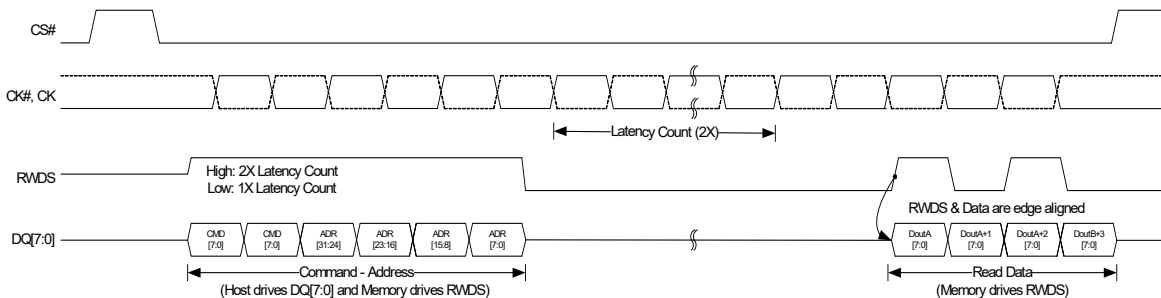 CS#
CK#, CK
Latency Count (2X)
High: 2X Latency Count
Low: 1X Latency Count
RWDS
RWDS & Data are edge aligned
DQ[7:0]
CMD [7:0]
CMD [7:0]
ADR [31:24]
ADR [23:16]
ADR [15:8]
ADR [7:0]
DoutA [7:0]
DoutA+1 [7:0]
DoutA+2 [7:0]
DoutB+3 [7:0]
Command - Address
(Host drives DQ[7:0] and Memory drives RWDS)
Read Data
(Memory drives RWDS)